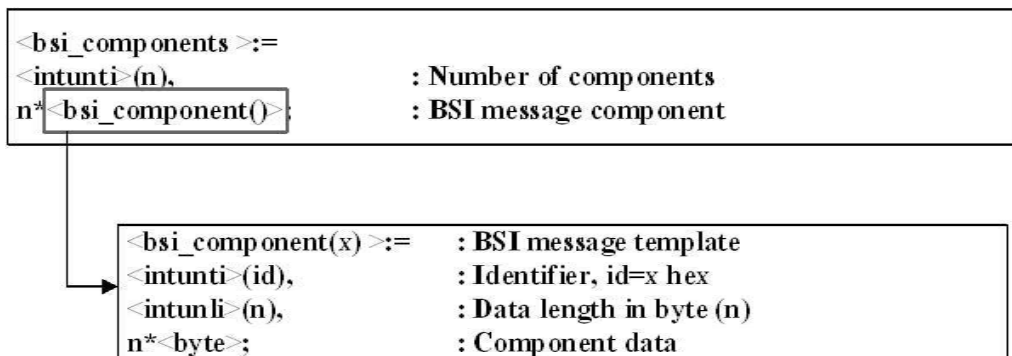 <bsi_components >:=
<intunti>(n), : Number of components
n*<bsi_component()>; : BSI message component
<bsi_component(x) >:= : BSI message template
<intunti>(id), : Identifier, id=x hex
<intunli>(n), : Data length in byte (n)
n*<byte>; : Component data